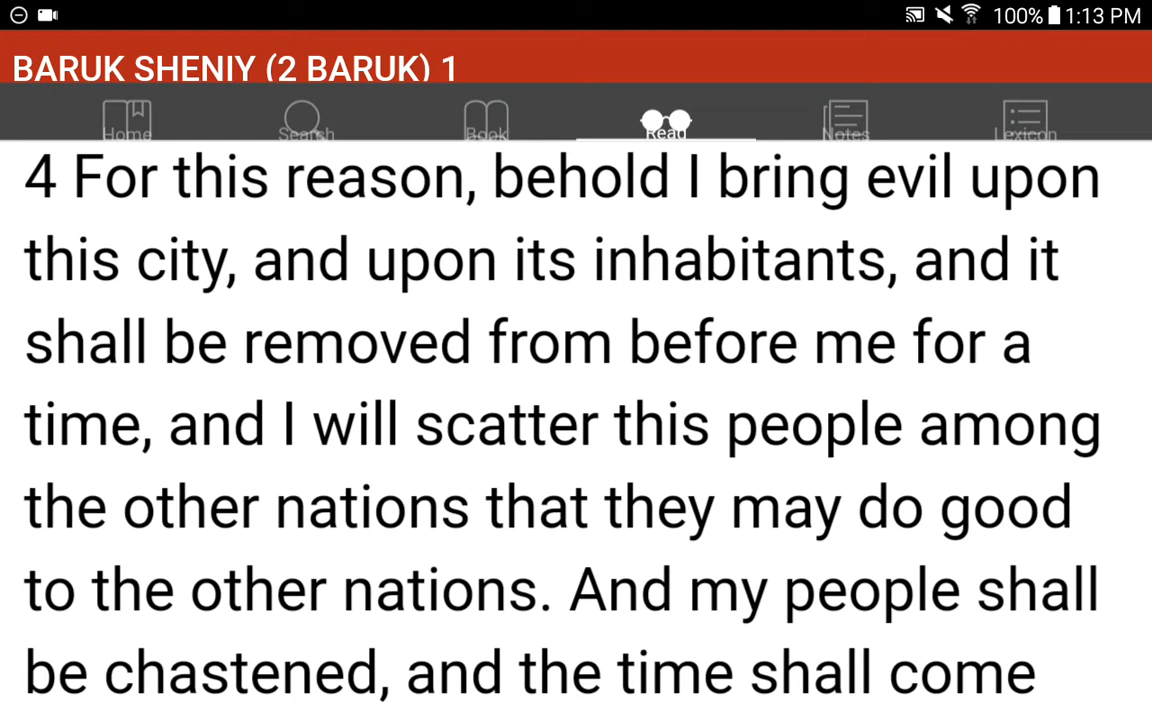 100% 1:13 PM
BARUK SHENIY (2 BARUK) 1
Home Search Book Read Notes Lexicon
4 For this reason, behold I bring evil upon
this city, and upon its inhabitants, and it
shall be removed from before me for a
time, and I will scatter this people among
the other nations that they may do good
to the other nations. And my people shall
be chastened, and the time shall come